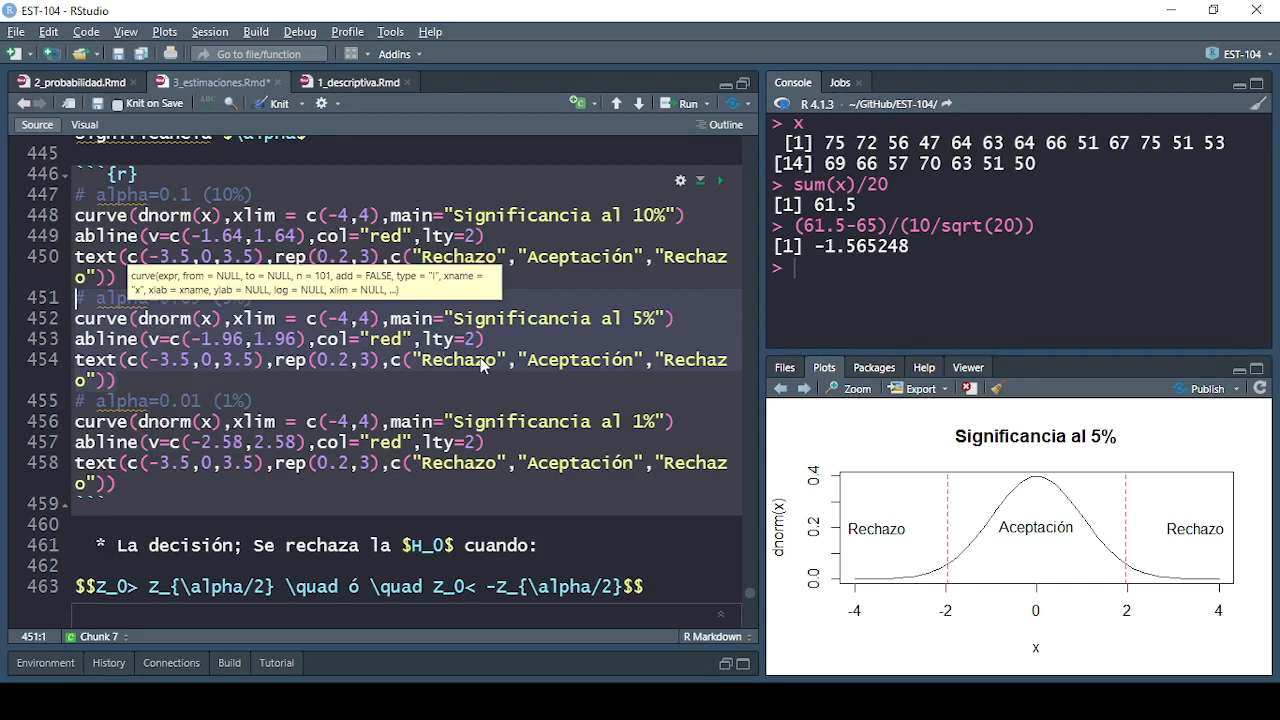 EST-104 - RStudio
File Edit Code View Plots Session Build Debug Profile Tools Help
Go to file/function Addins EST-104
2_probabilidad.Rmd 3_estimaciones.Rmd* 1_descriptiva.Rmd
Knit on Save ABC Knit Run
Source Visual Outline
significancia $\alpha$
445
446 ```{r}
447 # alpha=0.1 (10%)
448 curve(dnorm(x),xlim = c(-4,4),main="Significancia al 10%")
449 abline(v=c(-1.64,1.64),col="red",lty=2)
450 text(c(-3.5,0,3.5),rep(0.2,3),c("Rechazo","Aceptación","Rechaz
o"))
curve(expr, from = NULL, to = NULL, n = 101, add = FALSE, type = "l", xname =
"x", xlab = xname, ylab = NULL, log = NULL, xlim = NULL, ...)
451 # alpha=0.05 (5%)
452 curve(dnorm(x),xlim = c(-4,4),main="Significancia al 5%")
453 abline(v=c(-1.96,1.96),col="red",lty=2)
454 text(c(-3.5,0,3.5),rep(0.2,3),c("Rechazo","Aceptación","Rechaz
o"))
455 # alpha=0.01 (1%)
456 curve(dnorm(x),xlim = c(-4,4),main="Significancia al 1%")
457 abline(v=c(-2.58,2.58),col="red",lty=2)
458 text(c(-3.5,0,3.5),rep(0.2,3),c("Rechazo","Aceptación","Rechaz
o"))
459 ```
460
461 * La decisión; Se rechaza la $H_0$ cuando:
462
463 $$Z_0> Z_{\alpha/2} \quad ó \quad Z_0< -Z_{\alpha/2}$$
451:1 Chunk 7 R Markdown
Environment History Connections Build Tutorial
Console Jobs
R 4.1.3 · ~/GitHub/EST-104/
> x
[1] 75 72 56 47 64 63 64 66 51 67 75 51 53
[14] 69 66 57 70 63 51 50
> sum(x)/20
[1] 61.5
> (61.5-65)/(10/sqrt(20))
[1] -1.565248
>
Files Plots Packages Help Viewer
Zoom Export Publish
Significancia al 5%
dnorm(x)
0.4
0.2
0.0
Rechazo Aceptación Rechazo
-4 -2 0 2 4
x